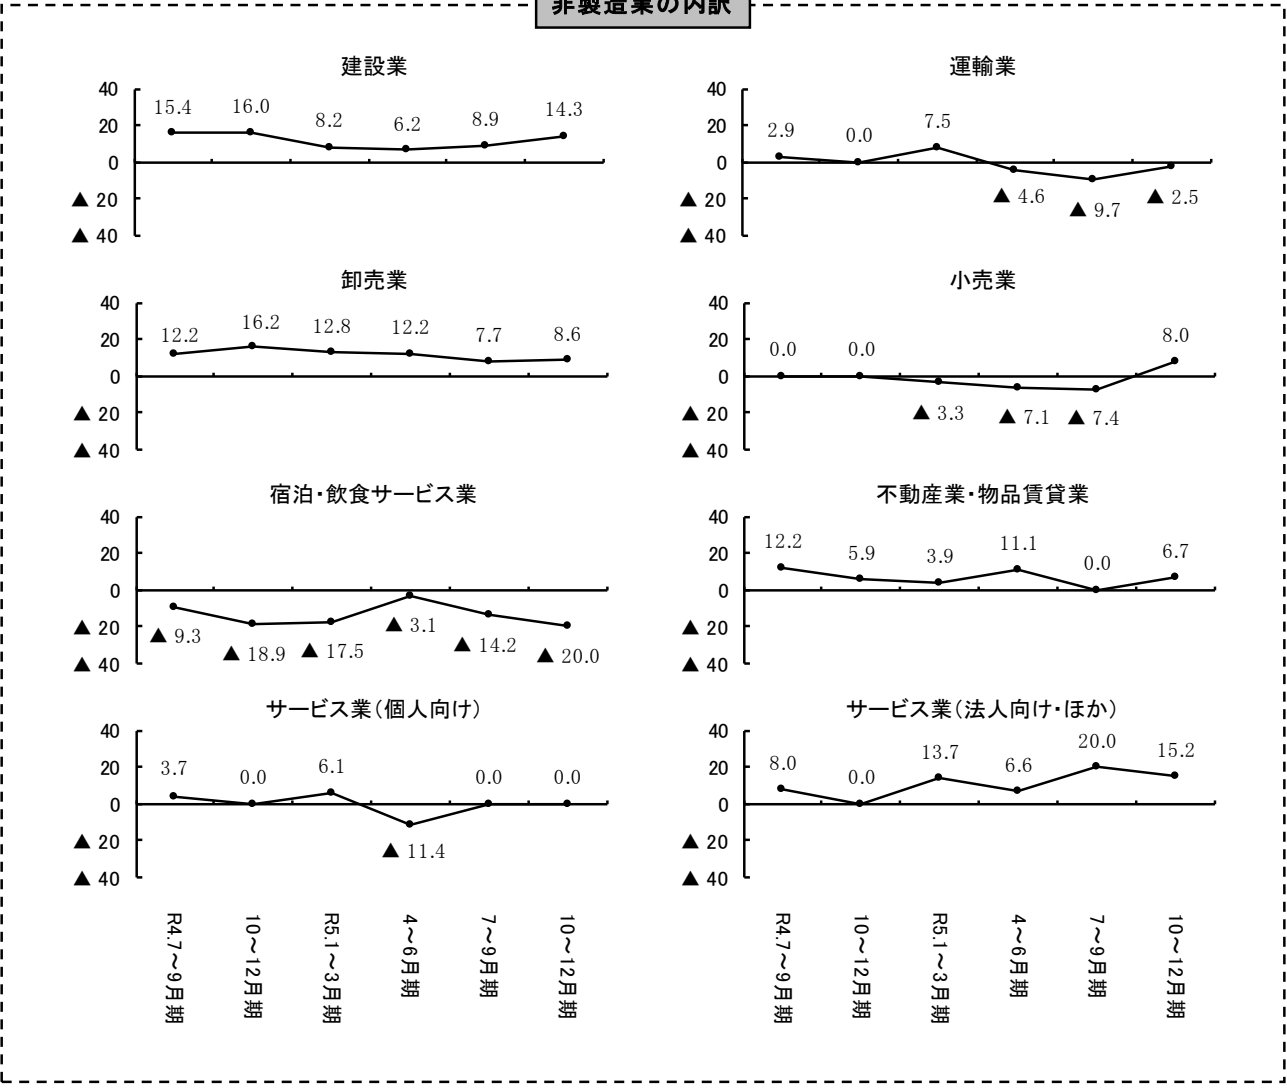 非製造業の内訳
建設業
40
20
0
▲ 20
▲ 40
15.4 16.0 8.2 6.2 8.9 14.3
運輸業
40
20
0
▲ 20
▲ 40
2.9 0.0 7.5 ▲ 4.6 ▲ 9.7 ▲ 2.5
卸売業
40
20
0
▲ 20
▲ 40
12.2 16.2 12.8 12.2 7.7 8.6
小売業
40
20
0
▲ 20
▲ 40
0.0 0.0 ▲ 3.3 ▲ 7.1 ▲ 7.4 8.0
宿泊・飲食サービス業
40
20
0
▲ 20
▲ 40
▲ 9.3 ▲ 18.9 ▲ 17.5 ▲ 3.1 ▲ 14.2 ▲ 20.0
不動産業・物品賃貸業
40
20
0
▲ 20
▲ 40
12.2 5.9 3.9 11.1 0.0 6.7
サービス業（個人向け）
40
20
0
▲ 20
▲ 40
3.7 0.0 6.1 ▲ 11.4 0.0 0.0
サービス業（法人向け・ほか）
40
20
0
▲ 20
▲ 40
8.0 0.0 13.7 6.6 20.0 15.2
R4.7～9月期
10～12月期
R5.1～3月期
4～6月期
7～9月期
10～12月期
R4.7～9月期
10～12月期
R5.1～3月期
4～6月期
7～9月期
10～12月期